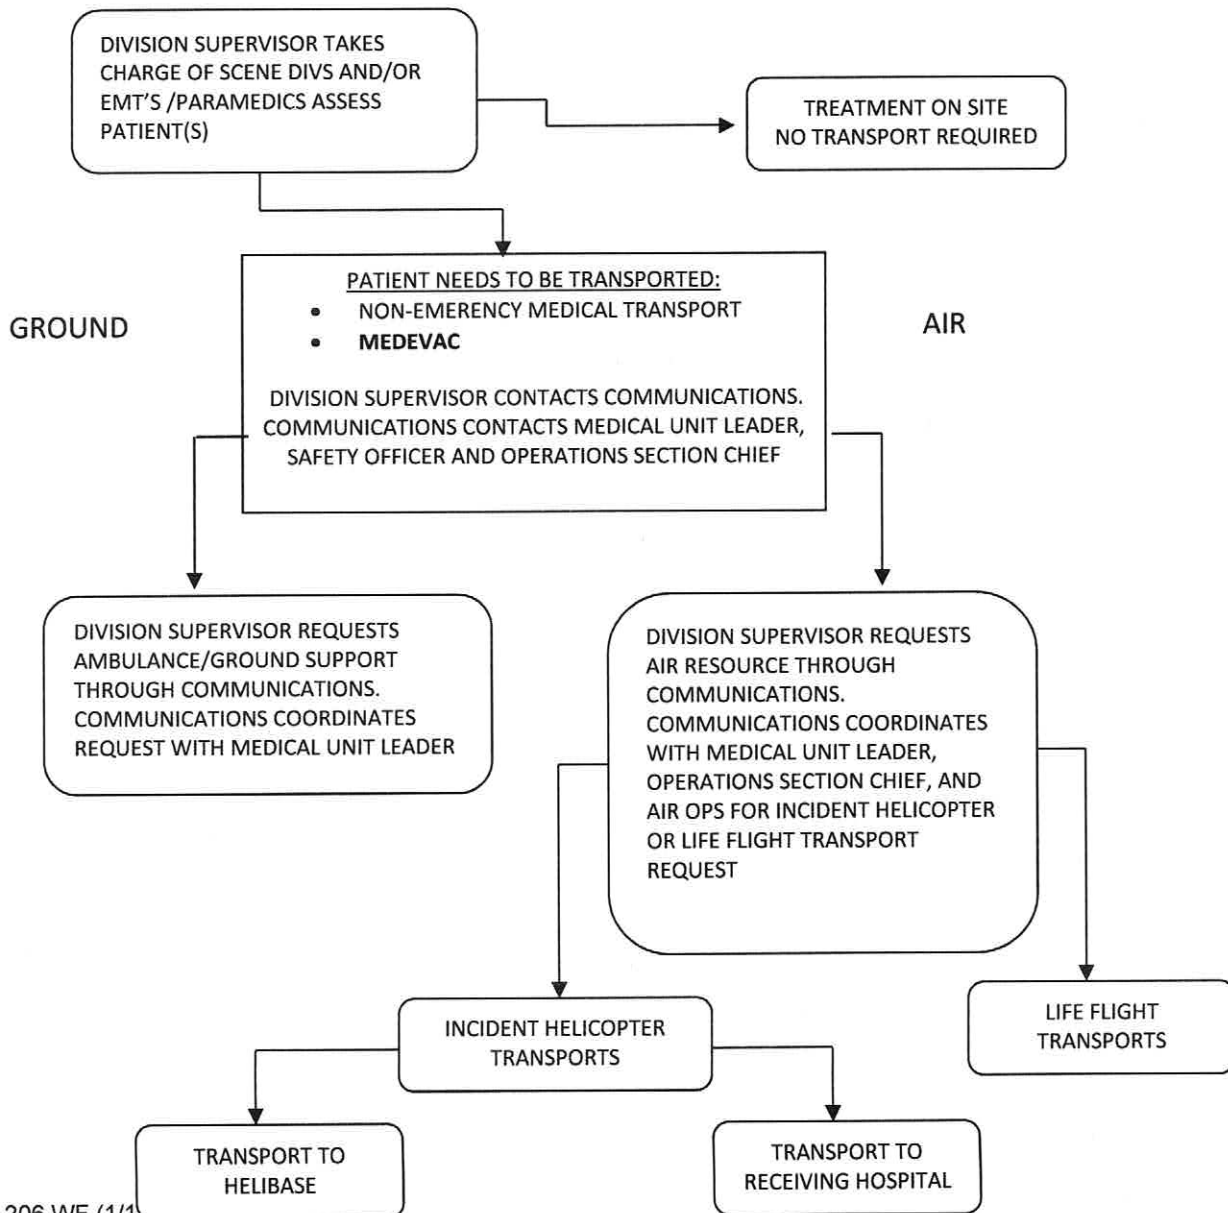 DIVISION SUPERVISOR TAKES
CHARGE OF SCENE DIVS AND/OR
EMT'S /PARAMEDICS ASSESS
PATIENT(S)
TREATMENT ON SITE
NO TRANSPORT REQUIRED
PATIENT NEEDS TO BE TRANSPORTED:
• NON-EMERENCY MEDICAL TRANSPORT
• MEDEVAC
GROUND
AIR
DIVISION SUPERVISOR CONTACTS COMMUNICATIONS.
COMMUNICATIONS CONTACTS MEDICAL UNIT LEADER,
SAFETY OFFICER AND OPERATIONS SECTION CHIEF
DIVISION SUPERVISOR REQUESTS
AMBULANCE/GROUND SUPPORT
THROUGH COMMUNICATIONS.
COMMUNICATIONS COORDINATES
REQUEST WITH MEDICAL UNIT LEADER
DIVISION SUPERVISOR REQUESTS
AIR RESOURCE THROUGH
COMMUNICATIONS.
COMMUNICATIONS COORDINATES
WITH MEDICAL UNIT LEADER,
OPERATIONS SECTION CHIEF, AND
AIR OPS FOR INCIDENT HELICOPTER
OR LIFE FLIGHT TRANSPORT
REQUEST
INCIDENT HELICOPTER
TRANSPORTS
LIFE FLIGHT
TRANSPORTS
TRANSPORT TO
HELIBASE
TRANSPORT TO
RECEIVING HOSPITAL
206 WF (1/1